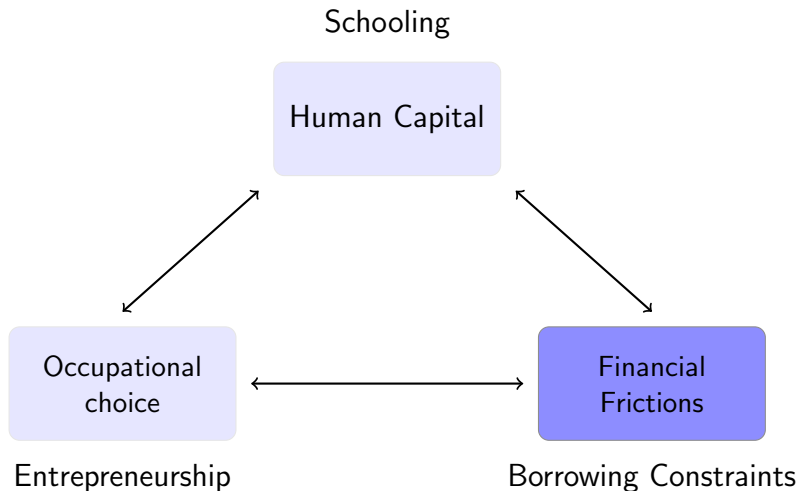 Schooling
Human Capital
Occupational
choice
Financial
Frictions
Entrepreneurship
Borrowing Constraints